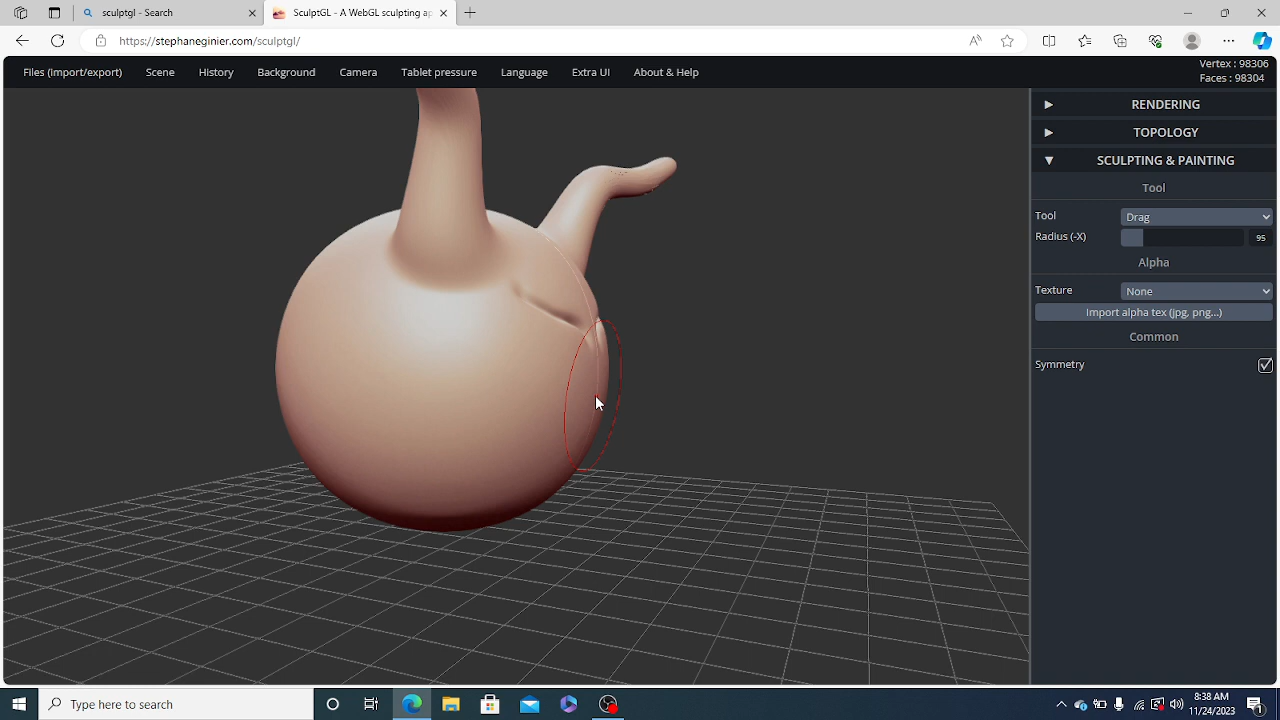 sculptgl - Search
SculptGL - A WebGL sculpting ap
https://stephaneginier.com/sculptgl/
Files (import/export) Scene History Background Camera Tablet pressure Language Extra UI About & Help
Vertex : 98306
Faces : 98304
RENDERING
TOPOLOGY
SCULPTING & PAINTING
Tool
Tool Drag
Radius (-X) 95
Alpha
Texture None
Import alpha tex (jpg, png...)
Common
Symmetry
Type here to search
8:38 AM
11/24/2023
1